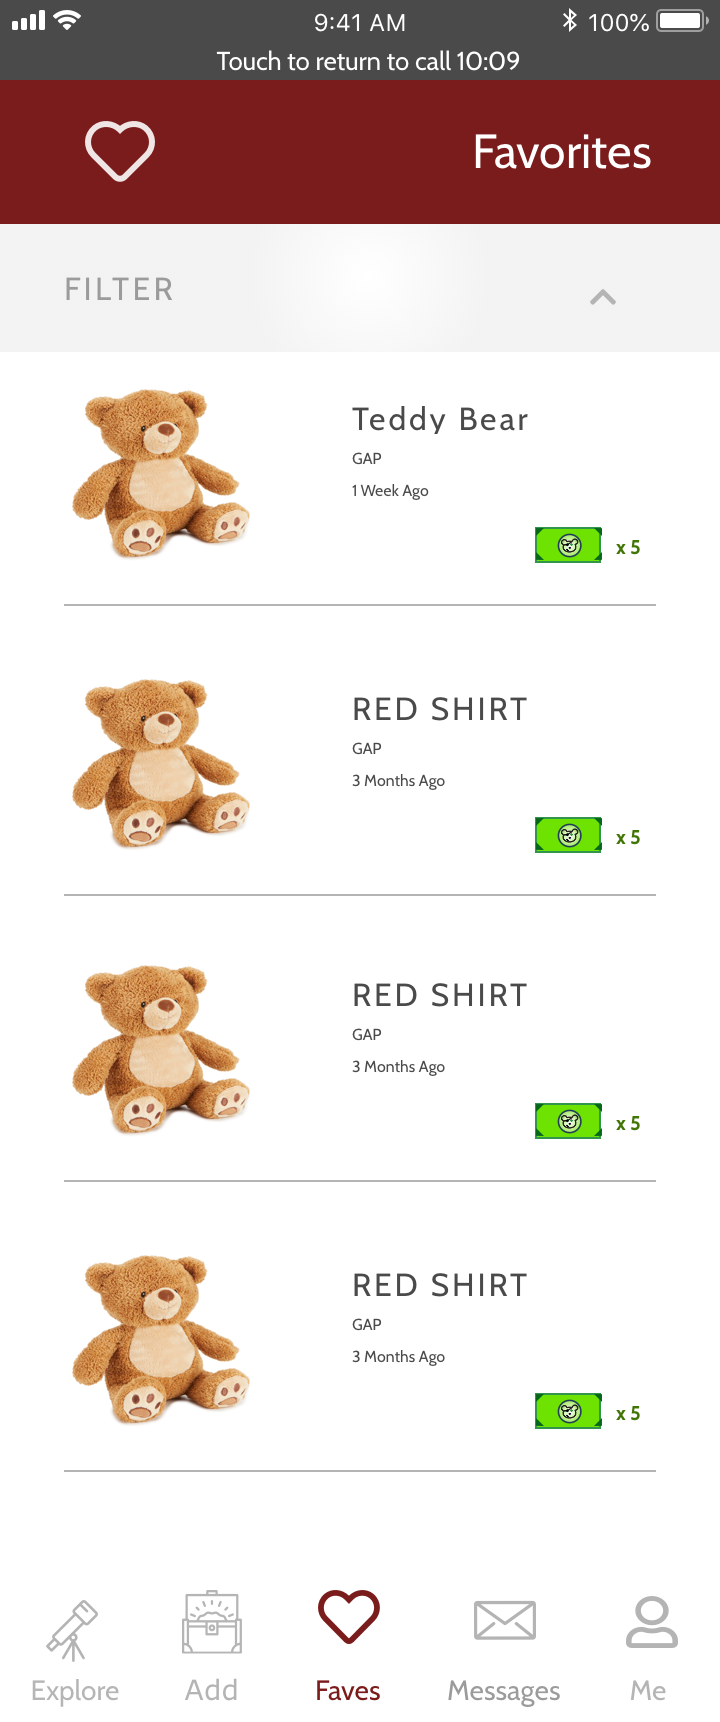 9:41 AM 100%
Touch to return to call 10:09
Favorites
FILTER
Teddy Bear
GAP
1 Week Ago
x 5
RED SHIRT
GAP
3 Months Ago
x 5
RED SHIRT
GAP
3 Months Ago
x 5
RED SHIRT
GAP
3 Months Ago
x 5
Explore Add Faves Messages Me